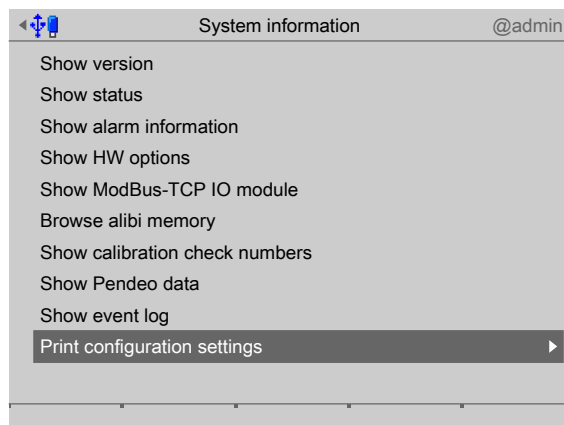 System information @admin
Show version
Show status
Show alarm information
Show HW options
Show ModBus-TCP IO module
Browse alibi memory
Show calibration check numbers
Show Pendeo data
Show event log
Print configuration settings